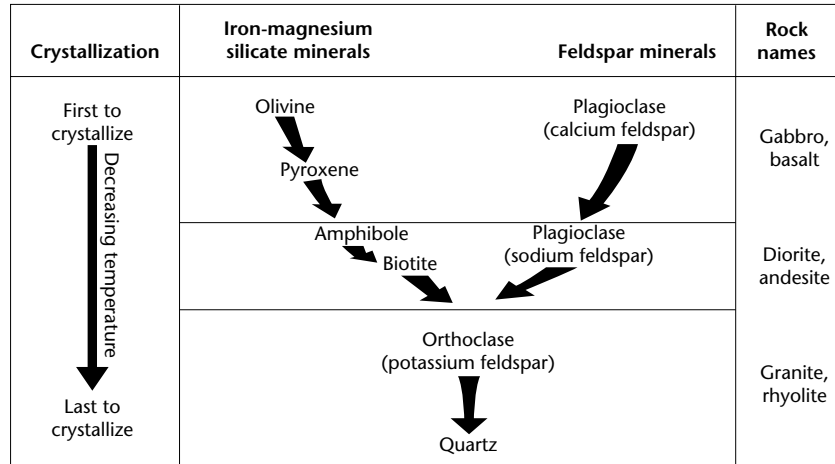 Crystallization
Iron-magnesium
silicate minerals
Feldspar minerals
Rock
names
First to
crystallize
Decreasing temperature
Last to
crystallize
Olivine
Pyroxene
Plagioclase
(calcium feldspar)
Gabbro,
basalt
Amphibole
Biotite
Plagioclase
(sodium feldspar)
Diorite,
andesite
Orthoclase
(potassium feldspar)
Quartz
Granite,
rhyolite